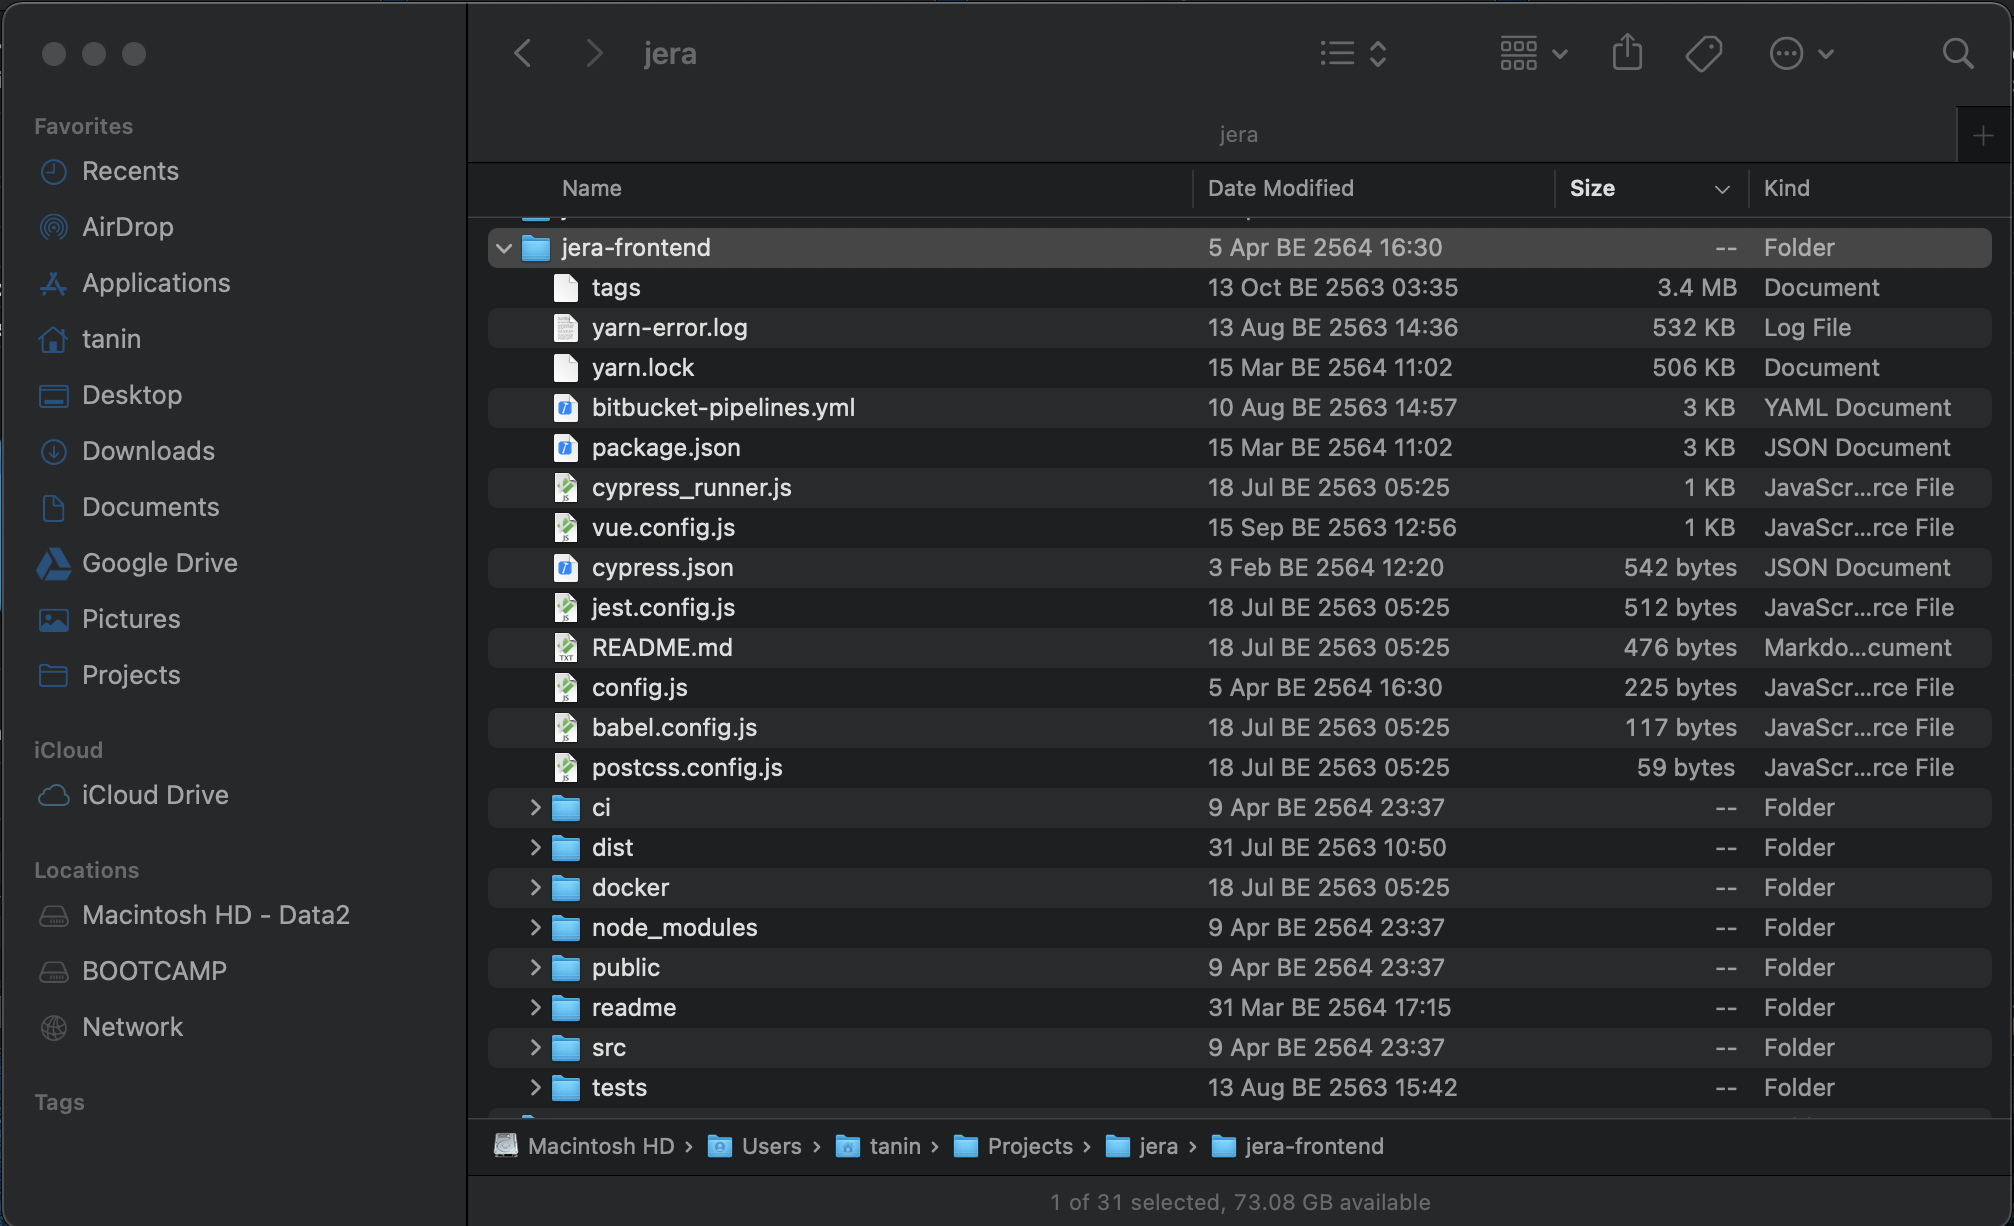 jera
jera
Favorites
Recents
AirDrop
Applications
tanin
Desktop
Downloads
Documents
Google Drive
Pictures
Projects
iCloud
iCloud Drive
Locations
Macintosh HD - Data2
BOOTCAMP
Network
Tags
Name Date Modified Size Kind
jera-frontend 5 Apr BE 2564 16:30 -- Folder
tags 13 Oct BE 2563 03:35 3.4 MB Document
yarn-error.log 13 Aug BE 2563 14:36 532 KB Log File
yarn.lock 15 Mar BE 2564 11:02 506 KB Document
bitbucket-pipelines.yml 10 Aug BE 2563 14:57 3 KB YAML Document
package.json 15 Mar BE 2564 11:02 3 KB JSON Document
cypress_runner.js 18 Jul BE 2563 05:25 1 KB JavaScr...rce File
vue.config.js 15 Sep BE 2563 12:56 1 KB JavaScr...rce File
cypress.json 3 Feb BE 2564 12:20 542 bytes JSON Document
jest.config.js 18 Jul BE 2563 05:25 512 bytes JavaScr...rce File
README.md 18 Jul BE 2563 05:25 476 bytes Markdo...cument
config.js 5 Apr BE 2564 16:30 225 bytes JavaScr...rce File
babel.config.js 18 Jul BE 2563 05:25 117 bytes JavaScr...rce File
postcss.config.js 18 Jul BE 2563 05:25 59 bytes JavaScr...rce File
ci 9 Apr BE 2564 23:37 -- Folder
dist 31 Jul BE 2563 10:50 -- Folder
docker 18 Jul BE 2563 05:25 -- Folder
node_modules 9 Apr BE 2564 23:37 -- Folder
public 9 Apr BE 2564 23:37 -- Folder
readme 31 Mar BE 2564 17:15 -- Folder
src 9 Apr BE 2564 23:37 -- Folder
tests 13 Aug BE 2563 15:42 -- Folder
Macintosh HD › Users › tanin › Projects › jera › jera-frontend
1 of 31 selected, 73.08 GB available